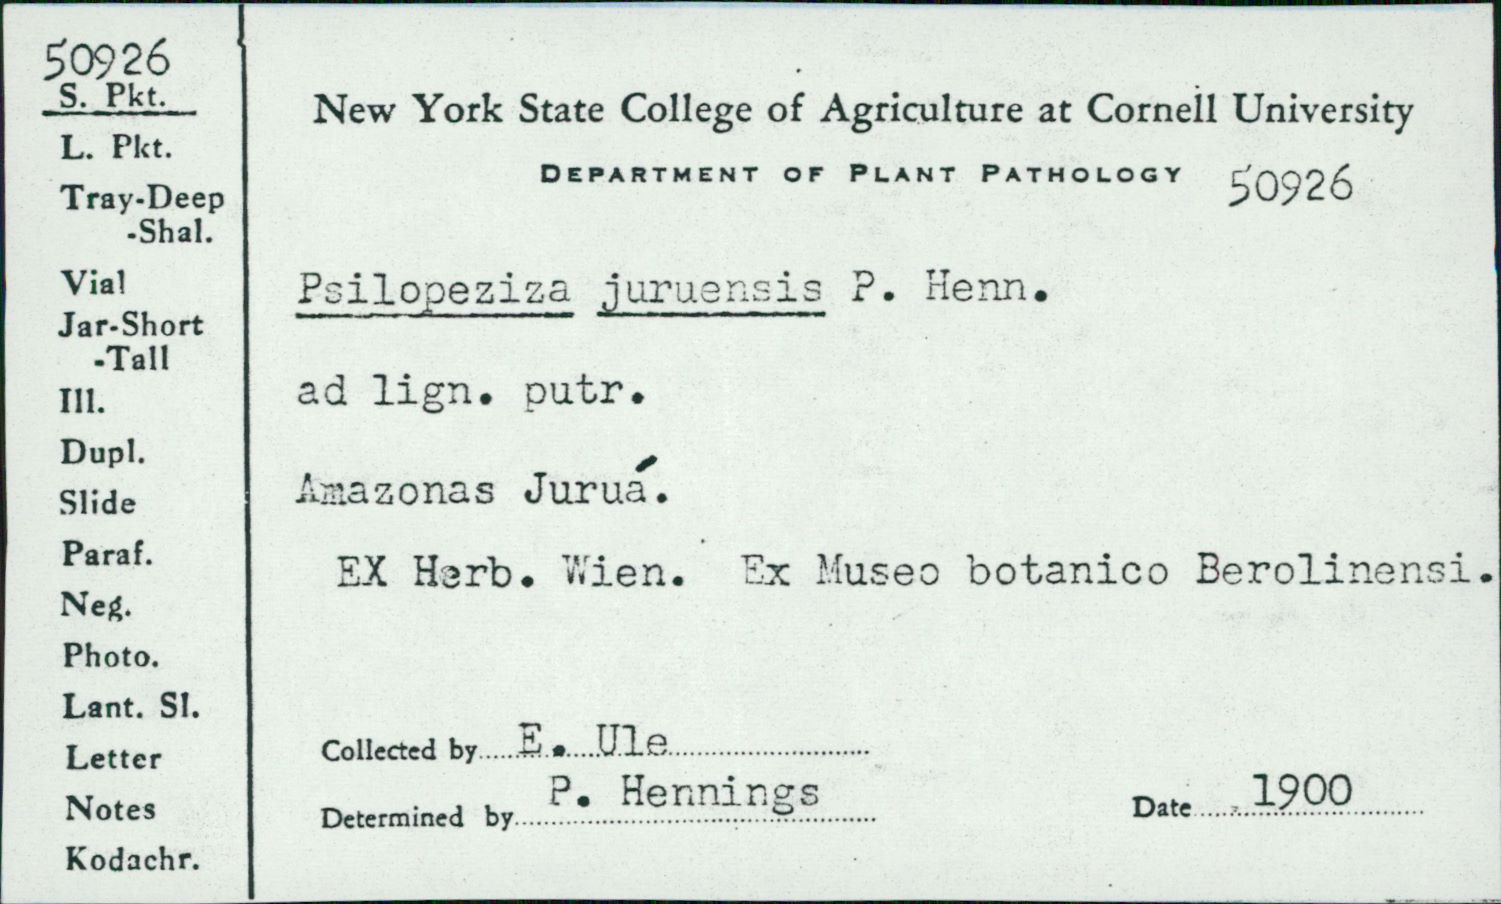 50926
S. Pkt.
L. Pkt.
Tray-Deep
-Shal.
Vial
Jar-Short
-Tall
Ill.
Dupl.
Slide
Paraf.
Neg.
Photo.
Lant. Sl.
Letter
Notes
Kodachr.
New York State College of Agriculture at Cornell University
DEPARTMENT OF PLANT PATHOLOGY 50926
Psilopeziza juruensis P. Henn.
ad lign. putr.
Amazonas Juruá.
EX Herb. Wien. Ex Museo botanico Berolinensi.
Collected by E. Ule
Determined by P. Hennings
Date 1900